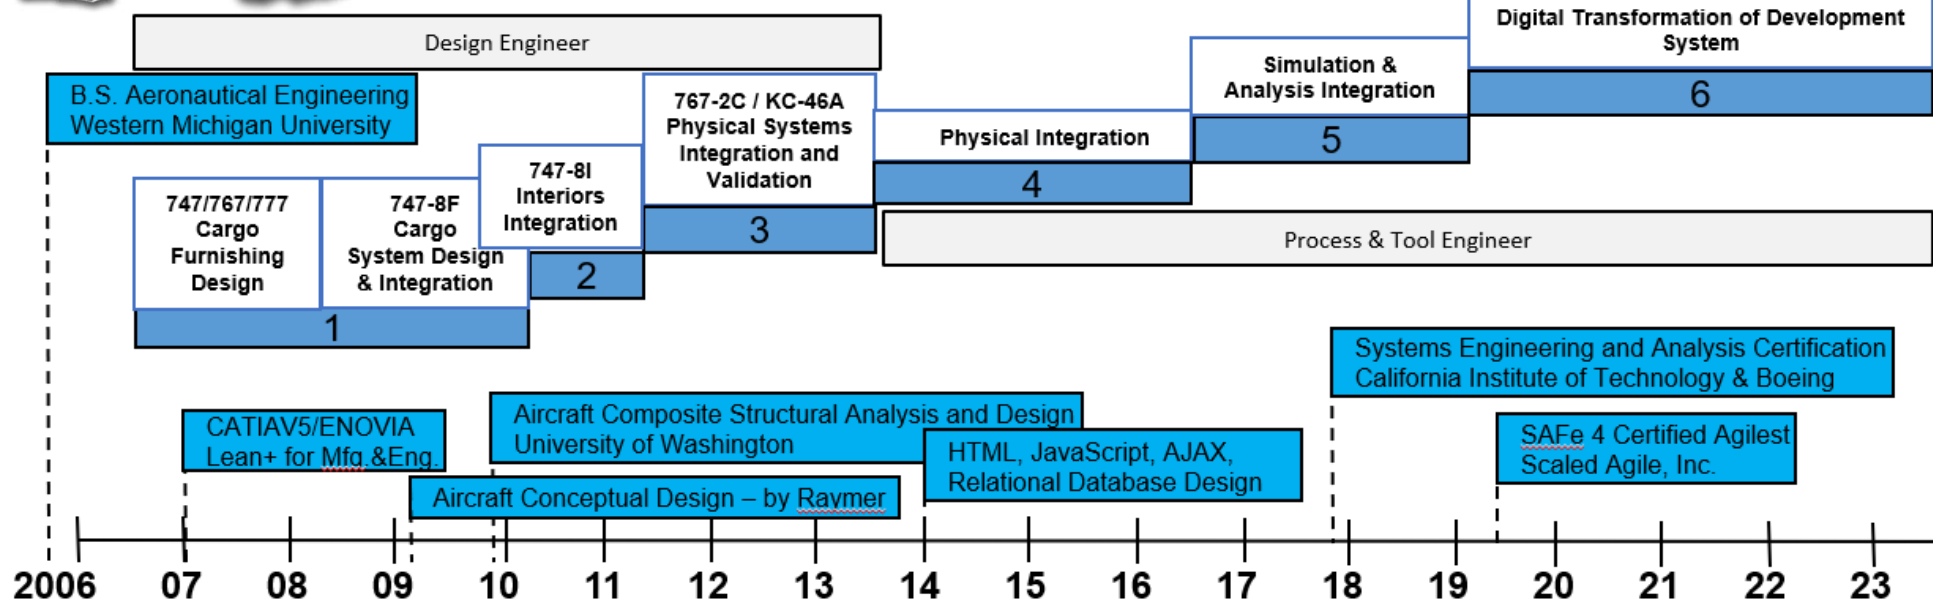 Design Engineer
B.S. Aeronautical Engineering
Western Michigan University
747/767/777
Cargo
Furnishing
Design
747-8F
Cargo
System Design
& Integration
1
747-8I
Interiors
Integration
2
767-2C / KC-46A
Physical Systems
Integration and
Validation
3
Physical Integration
4
Simulation &
Analysis Integration
5
Digital Transformation of Development
System
6
Process & Tool Engineer
Systems Engineering and Analysis Certification
California Institute of Technology & Boeing
CATIAV5/ENOVIA
Lean+ for Mfg.&Eng.
Aircraft Composite Structural Analysis and Design
University of Washington
HTML, JavaScript, AJAX,
Relational Database Design
SAFe 4 Certified Agilest
Scaled Agile, Inc.
Aircraft Conceptual Design – by Raymer
2006 07 08 09 10 11 12 13 14 15 16 17 18 19 20 21 22 23